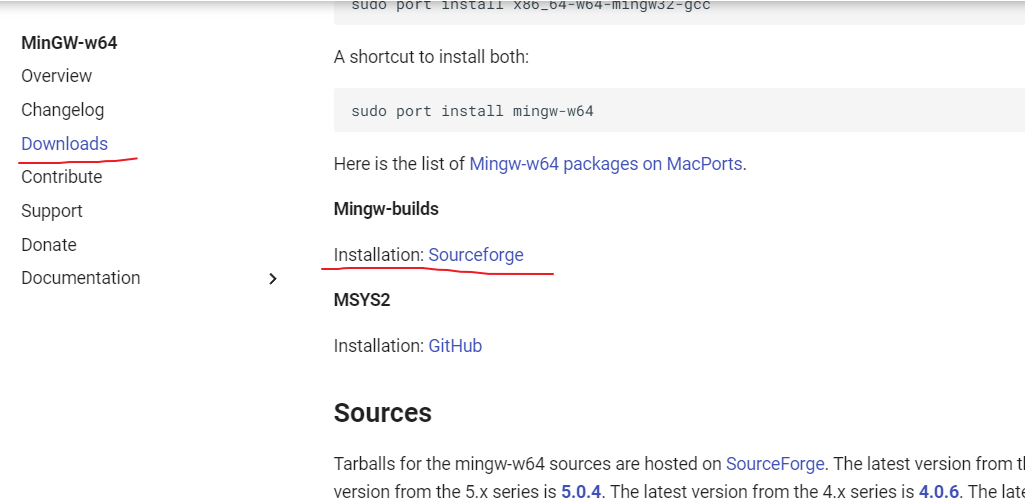 sudo port install x86_64-w64-mingw32-gcc
MinGW-w64
Overview
Changelog
Downloads
Contribute
Support
Donate
Documentation
A shortcut to install both:
sudo port install mingw-w64
Here is the list of Mingw-w64 packages on MacPorts.
Mingw-builds
Installation: Sourceforge
MSYS2
Installation: GitHub
Sources
Tarballs for the mingw-w64 sources are hosted on SourceForge. The latest version from
version from the 5.x series is 5.0.4. The latest version from the 4.x series is 4.0.6. The